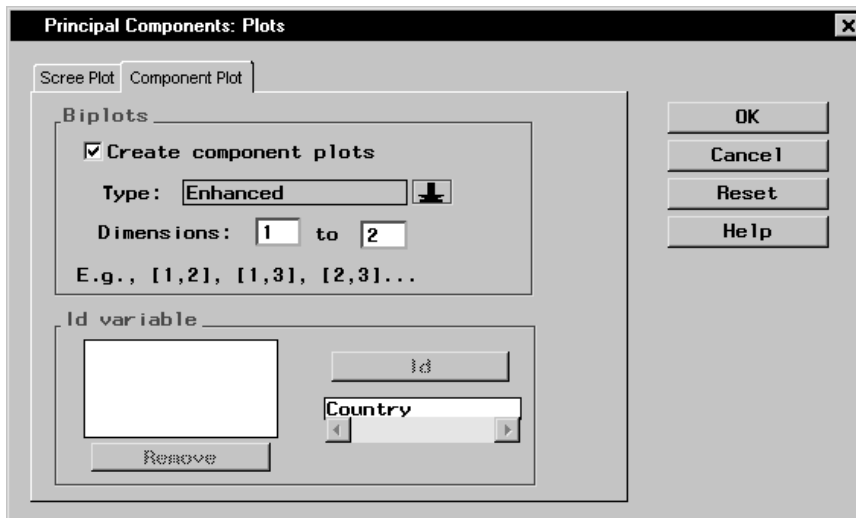 Principal Components: Plots
Scree Plot Component Plot
Biplots
Create component plots
Type: Enhanced
Dimensions: 1 to 2
E.g., [1,2], [1,3], [2,3]...
Id variable
Id
Country
Remove
OK
Cancel
Reset
Help